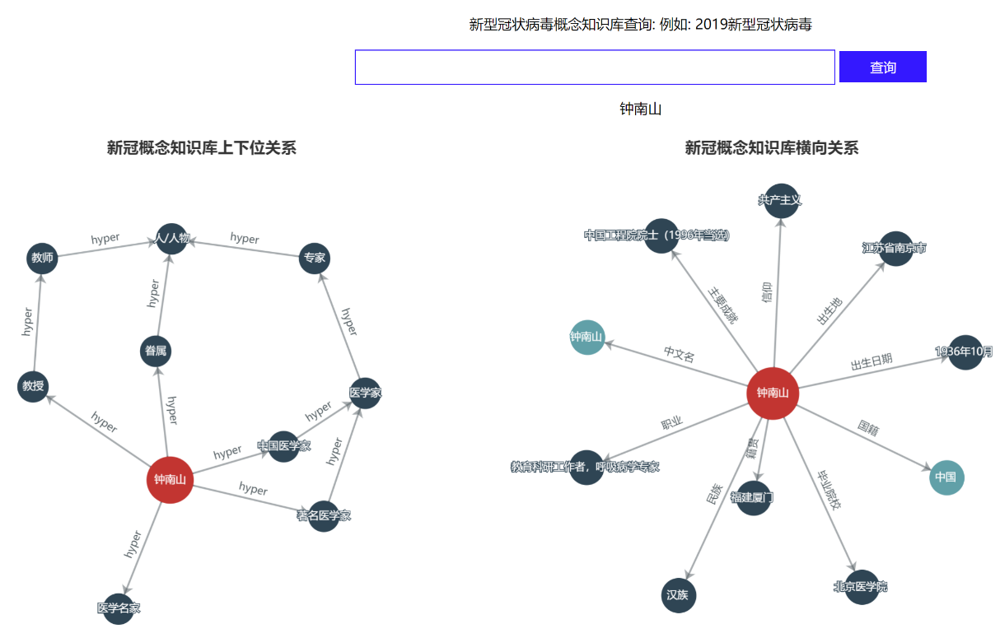 新型冠状病毒概念知识库查询: 例如: 2019新型冠状病毒
查询
钟南山
新冠概念知识库上下位关系
人/人物
hyper
hyper
教师
专家
hyper
hyper
hyper
眷属
教授
医学家
hyper
hyper
hyper
中国医学家
hyper
hyper
钟南山
hyper
著名医学家
hyper
医学名家
新冠概念知识库横向关系
共产主义
中国工程院院士（1996年当选)
江苏省南京市
信仰
主要成就
出生地
钟南山
中文名
1936年10月
出生日期
钟南山
职业
国籍
籍贯
教育科研工作者，呼吸病学专家
中国
民族
福建厦门
毕业院校
汉族
北京医学院